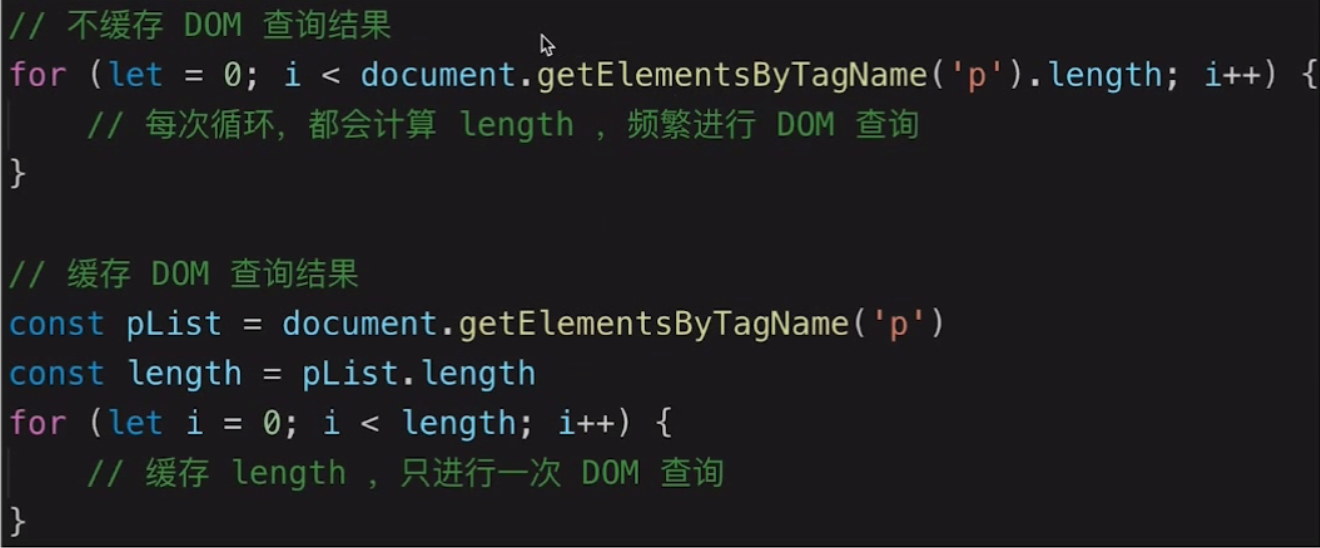 // 不缓存 DOM 查询结果
for (let = 0; i < document.getElementsByTagName('p').length; i++) {
// 每次循环，都会计算 length ，频繁进行 DOM 查询
}
// 缓存 DOM 查询结果
const pList = document.getElementsByTagName('p')
const length = pList.length
for (let i = 0; i < length; i++) {
// 缓存 length ，只进行一次 DOM 查询
}